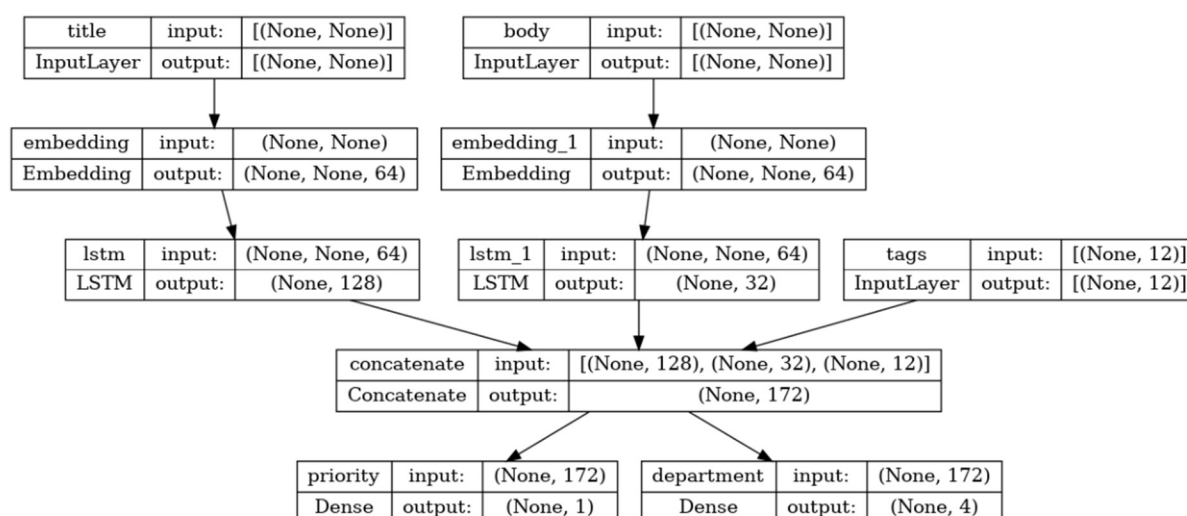 title input: [(None, None)]
InputLayer output: [(None, None)]
body input: [(None, None)]
InputLayer output: [(None, None)]
embedding input: (None, None)
Embedding output: (None, None, 64)
embedding_1 input: (None, None)
Embedding output: (None, None, 64)
lstm input: (None, None, 64)
LSTM output: (None, 128)
lstm_1 input: (None, None, 64)
LSTM output: (None, 32)
tags input: [(None, 12)]
InputLayer output: [(None, 12)]
concatenate input: [(None, 128), (None, 32), (None, 12)]
Concatenate output: (None, 172)
priority input: (None, 172)
Dense output: (None, 1)
department input: (None, 172)
Dense output: (None, 4)